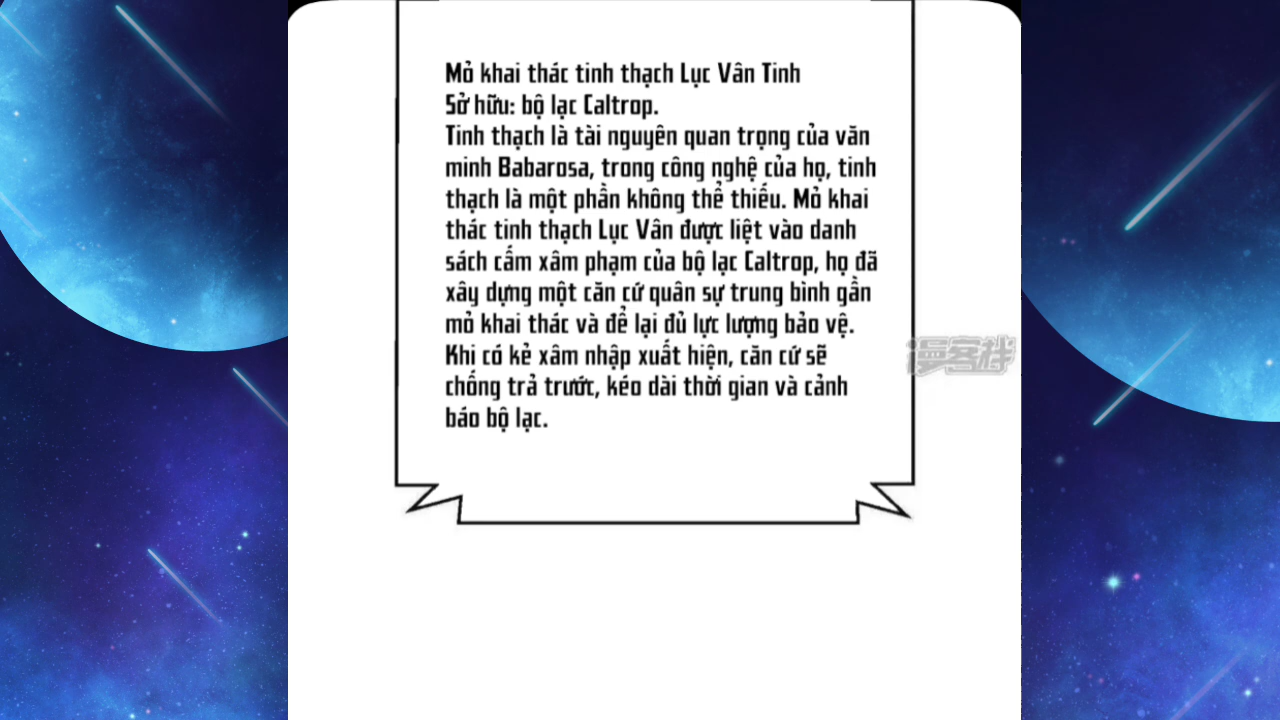 Mỏ khai thác tinh thạch Lục Vân Tinh
Sở hữu: bộ lạc Caltrop.
Tinh thạch là tài nguyên quan trọng của văn
minh Babarosa, trong công nghệ của họ, tinh
thạch là một phần không thể thiếu. Mỏ khai
thác tinh thạch Lục Vân được liệt vào danh
sách cấm xâm phạm của bộ lạc Caltrop, họ đã
xây dựng một căn cứ quân sự trung bình gần
mỏ khai thác và để lại đủ lực lượng bảo vệ.
Khi có kẻ xâm nhập xuất hiện, căn cứ sẽ
chống trả trước, kéo dài thời gian và cảnh
báo bộ lạc.
漫客栈